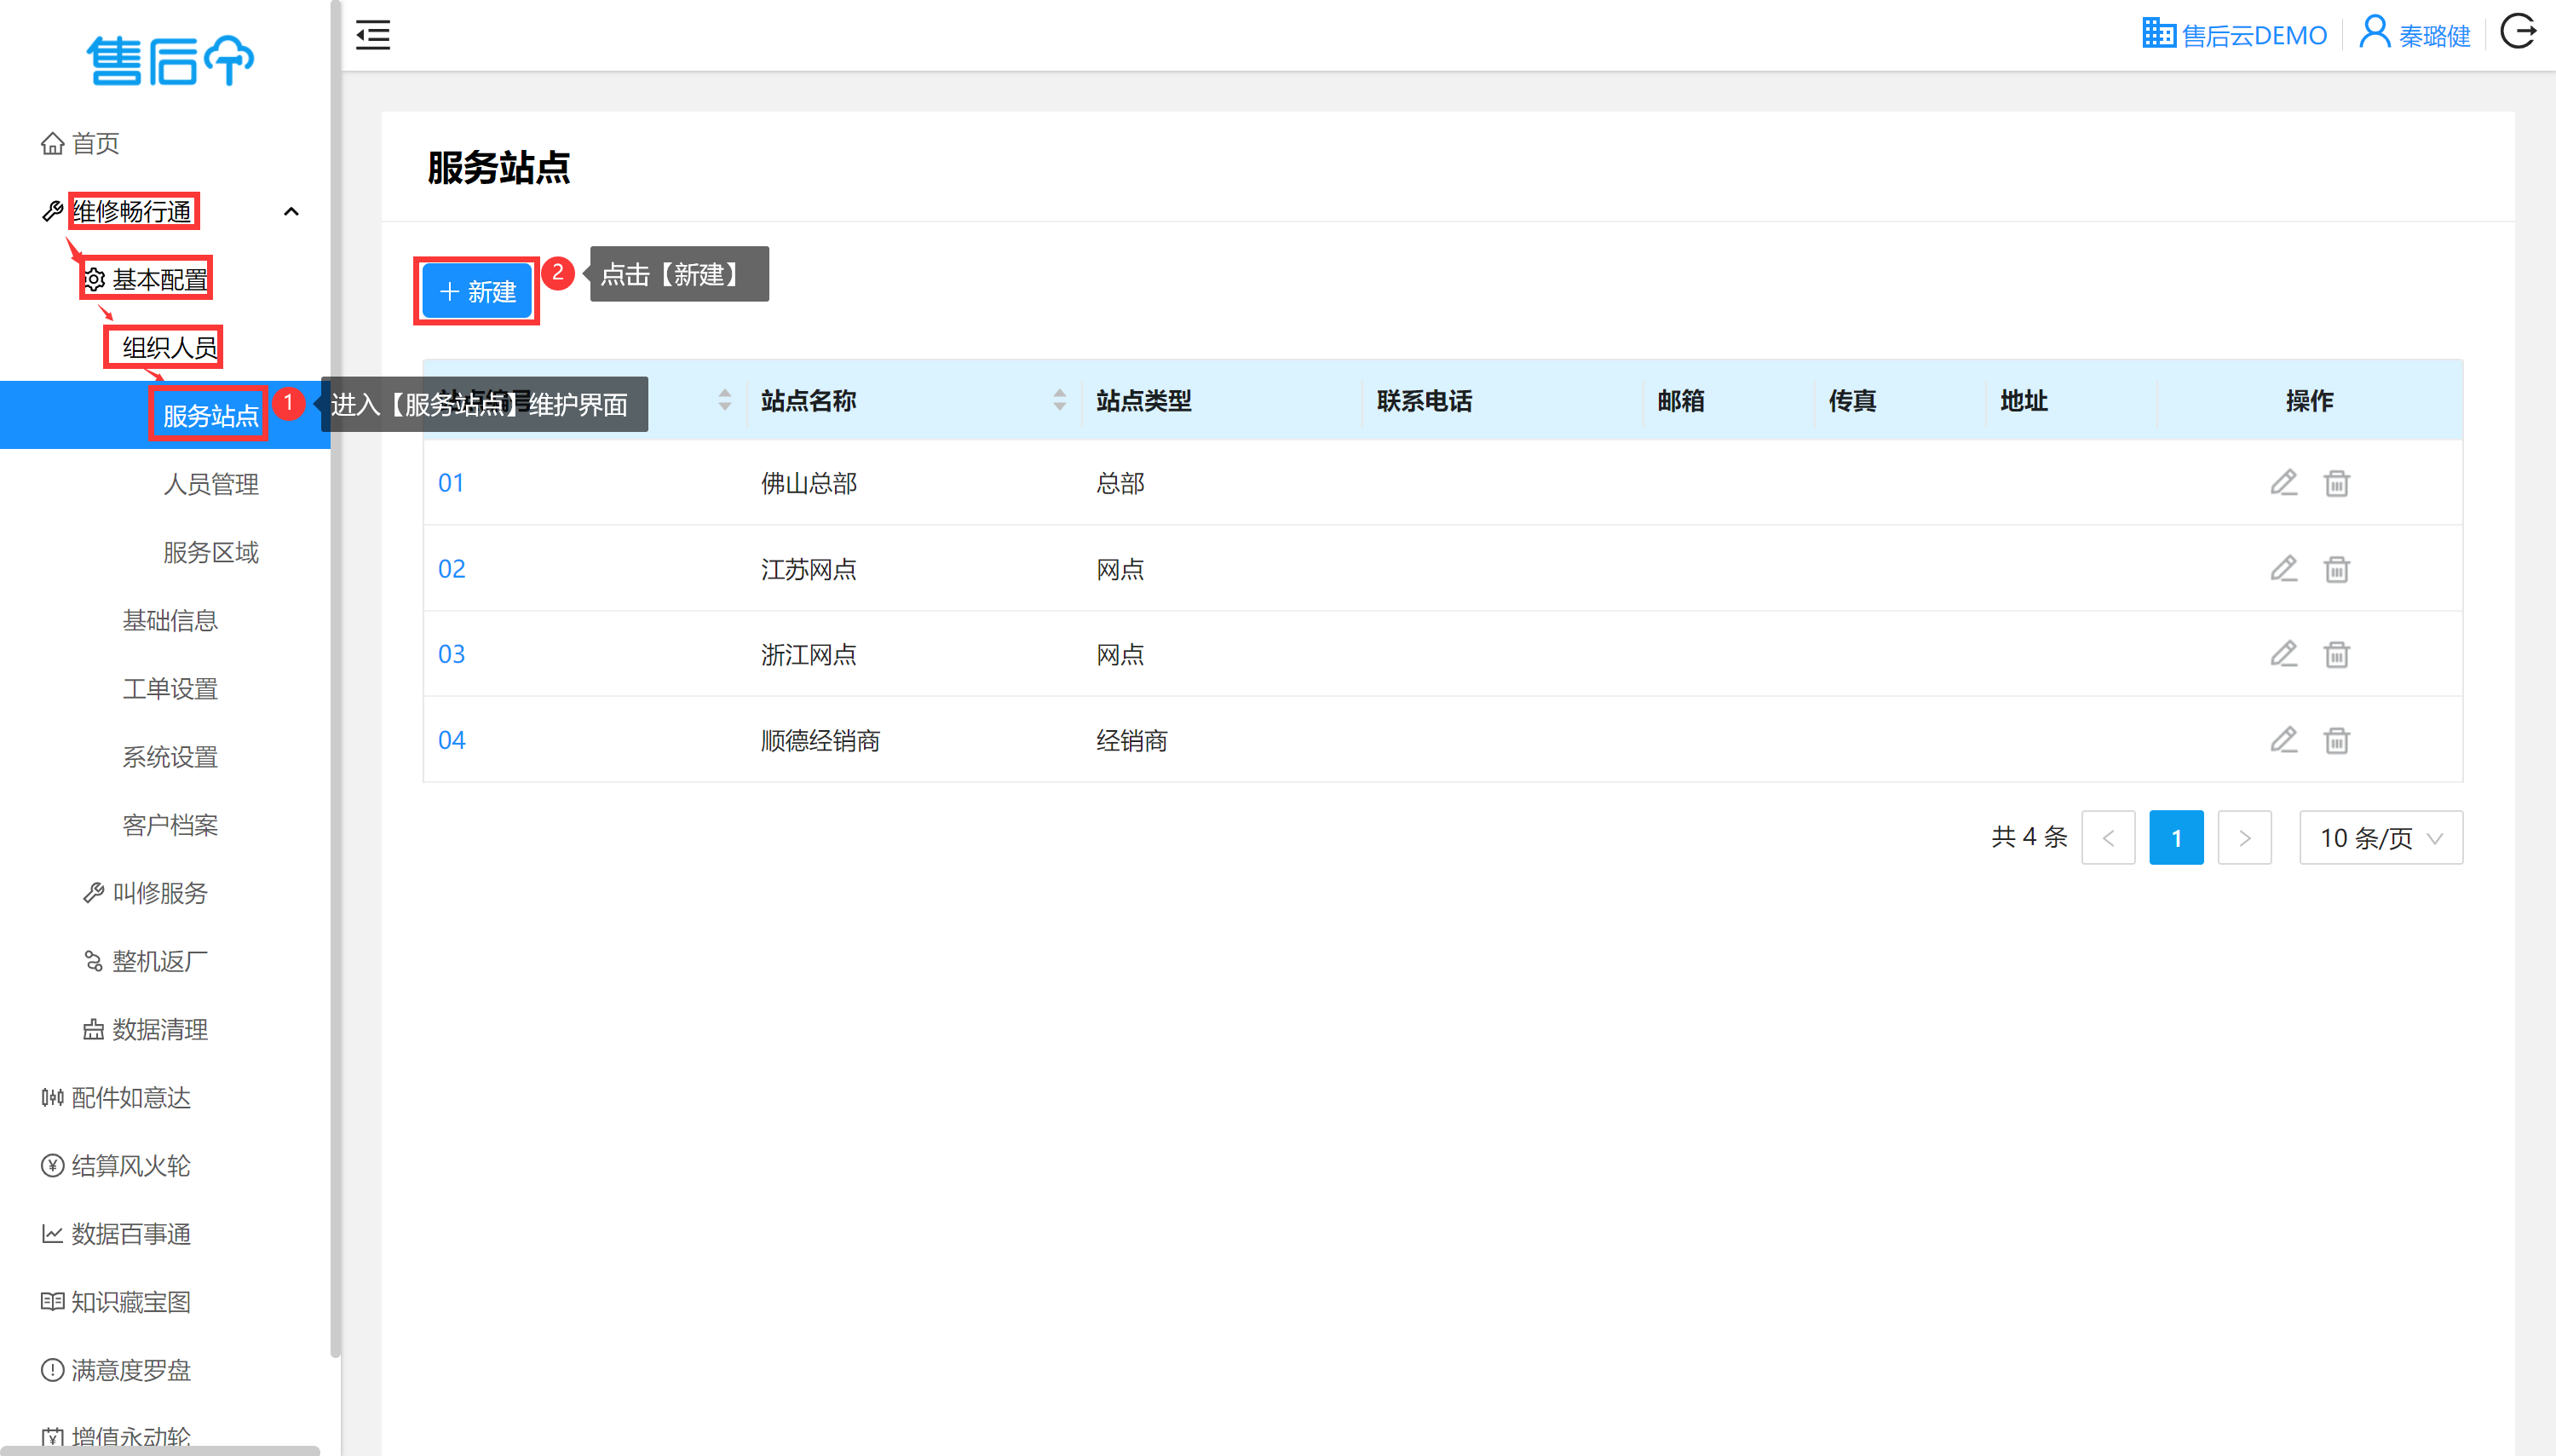 售后
售后云DEMO
秦璐健
首页
维修畅行通
基本配置
组织人员
服务站点
人员管理
服务区域
基础信息
工单设置
系统设置
客户档案
叫修服务
整机返厂
数据清理
配件如意达
结算风火轮
数据百事通
知识藏宝图
满意度罗盘
增值永动轮
服务站点
新建
2
点击【新建】
1
进入【服务站点】维护界面
站点编号 站点名称 站点类型 联系电话 邮箱 传真 地址 操作
01 佛山总部 总部
02 江苏网点 网点
03 浙江网点 网点
04 顺德经销商 经销商
共 4 条 < 1 > 10 条/页